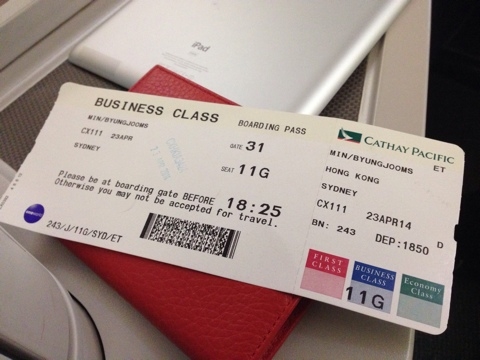 iPad
BUSINESS CLASS
BOARDING PASS
MIN/BYUNGJOOMS
CX111 23APR
SYDNEY
GATE 31
SEAT 11G
Please be at boarding gate BEFORE 18:25
Otherwise you may not be accepted for travel.
243/J/11G/SYD/ET
CATHAY PACIFIC
MIN/BYUNGJOOMS ET
HONG KONG
SYDNEY
CX111 23APR14 D
BN: 243 DEP:1850
FIRST CLASS
BUSINESS CLASS
Economy Class
11G